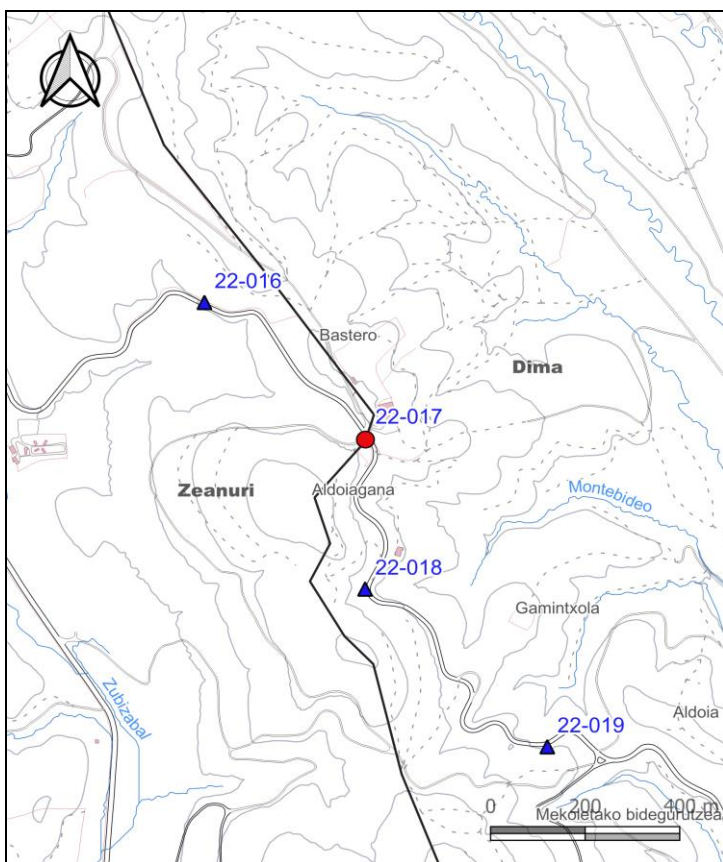 22-016
Bastero
Dima
22-017
Zeanuri
Aldoiagana
Montebideo
22-018
Gamintxola
Zubizabal
Aldoia
22-019
0 200 400 m
Mekoletako bidegurutzea